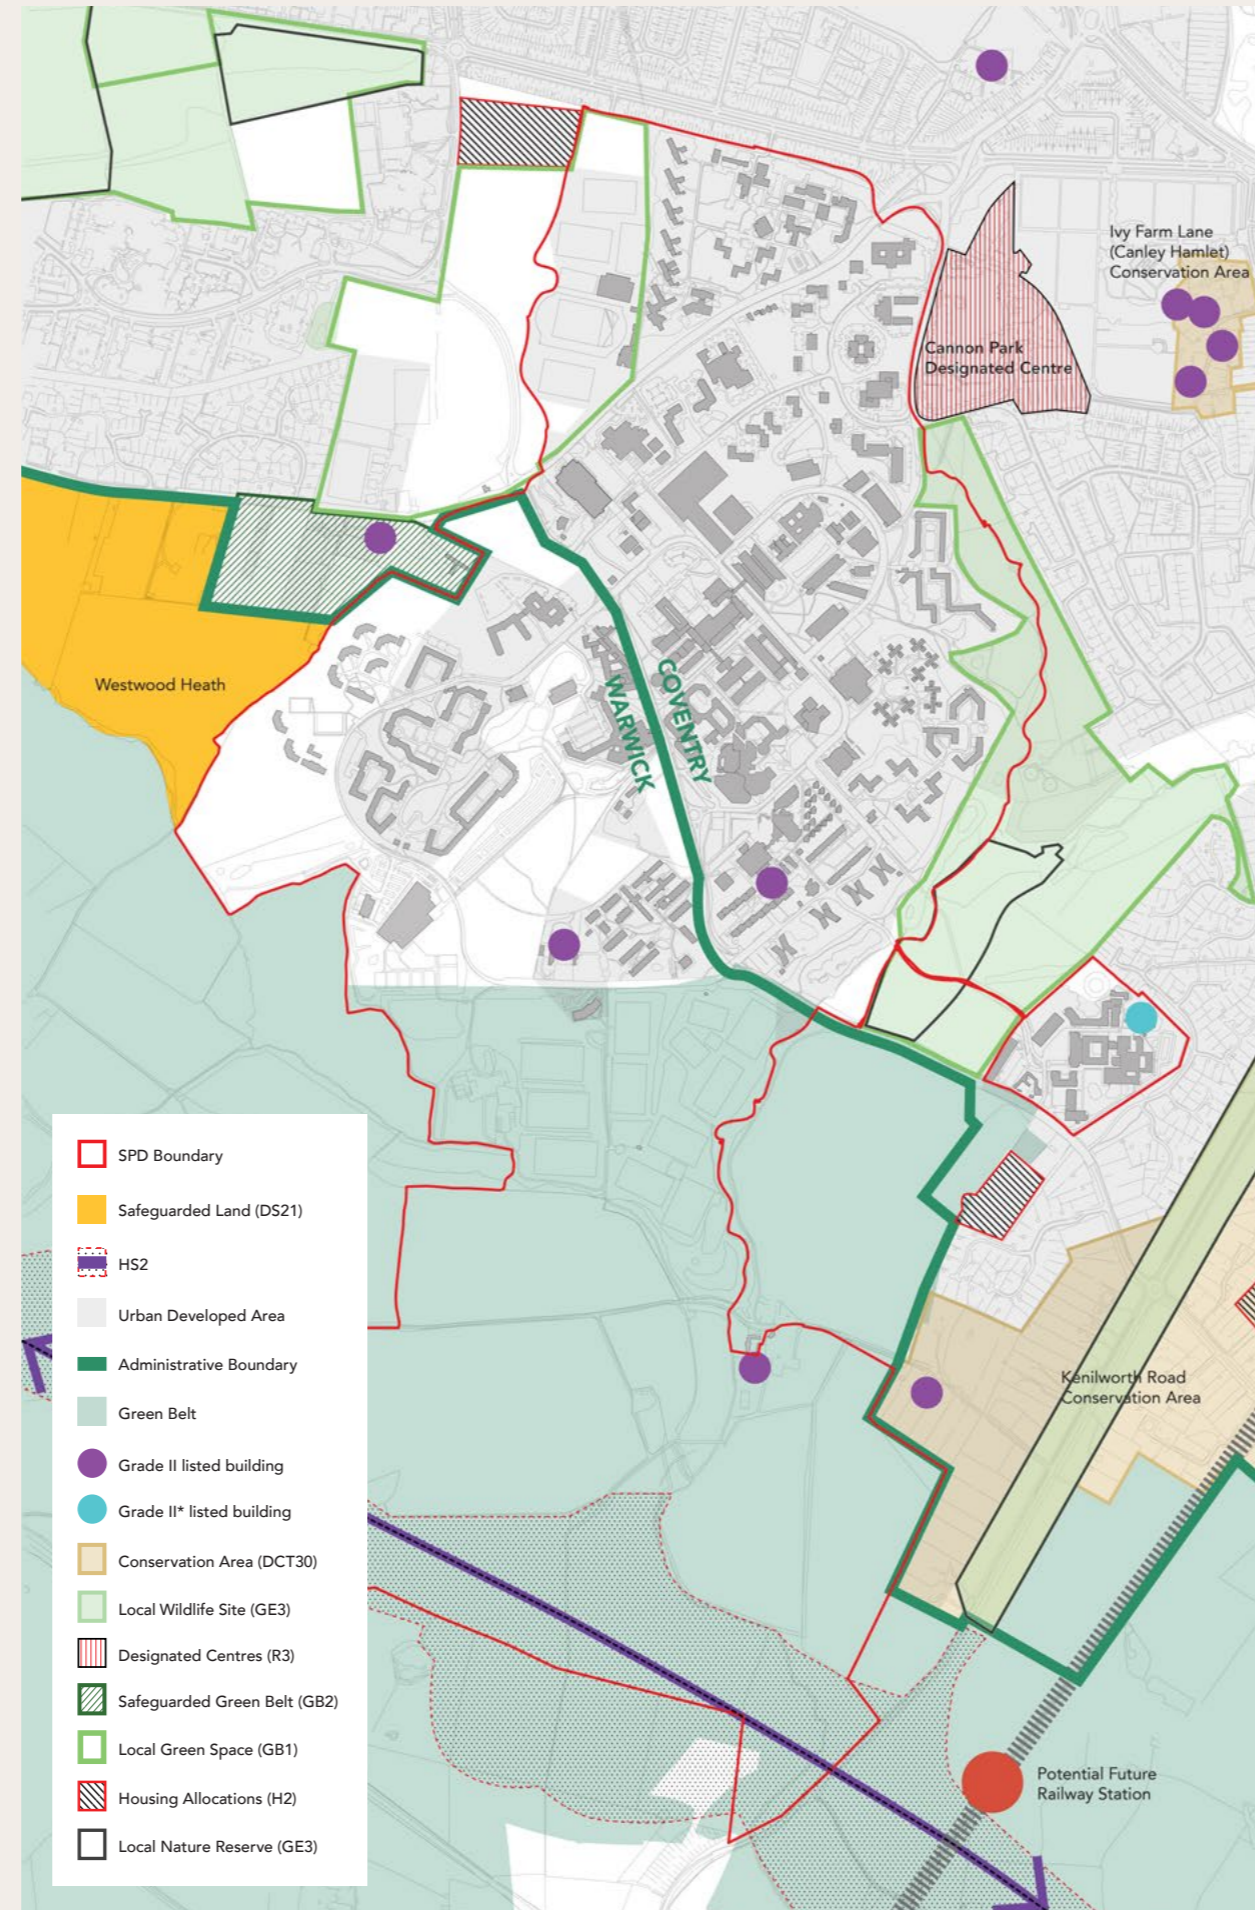 Ivy Farm Lane
(Canley Hamlet)
Conservation Area
Cannon Park
Designated Centre
Westwood Heath
COVENTRY
WARWICK
Kenilworth Road
Conservation Area
Potential Future
Railway Station
SPD Boundary
Safeguarded Land (DS21)
HS2
Urban Developed Area
Administrative Boundary
Green Belt
Grade II listed building
Grade II* listed building
Conservation Area (DCT30)
Local Wildlife Site (GE3)
Designated Centres (R3)
Safeguarded Green Belt (GB2)
Local Green Space (GB1)
Housing Allocations (H2)
Local Nature Reserve (GE3)